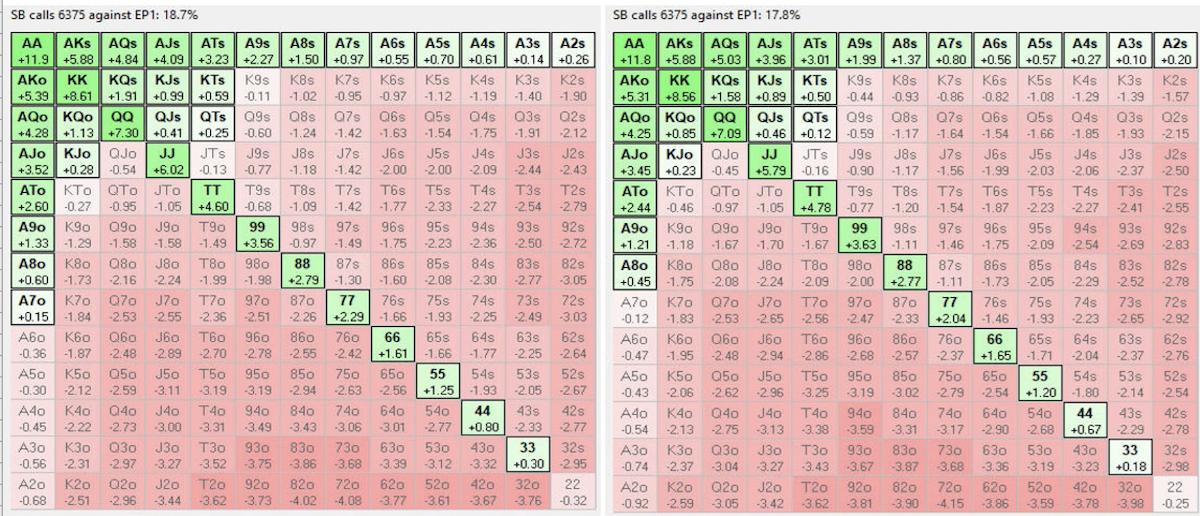 SB calls 6375 against EP1: 18.7%
AA AKs AQs AJs ATs A9s A8s A7s A6s A5s A4s A3s A2s
+11.9 +5.88 +4.84 +4.09 +3.23 +2.27 +1.50 +0.97 +0.55 +0.70 +0.61 +0.14 +0.26
AKo KK KQs KJs KTs K9s K8s K7s K6s K5s K4s K3s K2s
+5.39 +8.61 +1.91 +0.99 +0.59 -0.11 -1.02 -0.95 -0.97 -1.12 -1.19 -1.40 -1.90
AQo KQo QQ QJs QTs Q9s Q8s Q7s Q6s Q5s Q4s Q3s Q2s
+4.28 +1.13 +7.30 +0.41 +0.25 -0.60 -1.24 -1.42 -1.63 -1.54 -1.75 -1.91 -2.12
AJo KJo QJo JJ JTs J9s J8s J7s J6s J5s J4s J3s J2s
+3.52 +0.28 -0.54 +6.02 -0.13 -0.77 -1.18 -1.42 -2.00 -2.00 -2.09 -2.44 -2.43
ATo KTo QTo JTo TT T9s T8s T7s T6s T5s T4s T3s T2s
+2.60 -0.27 -0.95 -1.05 +4.60 -0.68 -1.09 -1.42 -1.77 -2.33 -2.27 -2.54 -2.79
A9o K9o Q9o J9o T9o 99 98s 97s 96s 95s 94s 93s 92s
+1.33 -1.29 -1.58 -1.58 -1.49 +3.56 -0.97 -1.49 -1.75 -2.23 -2.36 -2.50 -2.72
A8o K8o Q8o J8o T8o 98o 88 87s 86s 85s 84s 83s 82s
+0.60 -1.73 -2.16 -2.24 -1.99 -1.98 +2.79 -1.30 -1.60 -2.08 -2.30 -2.77 -3.05
A7o K7o Q7o J7o T7o 97o 87o 77 76s 75s 74s 73s 72s
+0.15 -1.84 -2.53 -2.55 -2.36 -2.51 -2.26 +2.29 -1.66 -1.93 -2.25 -2.49 -3.03
A6o K6o Q6o J6o T6o 96o 86o 76o 66 65s 64s 63s 62s
-0.36 -1.87 -2.48 -2.89 -2.70 -2.78 -2.55 -2.42 +1.61 -1.66 -1.77 -2.25 -2.64
A5o K5o Q5o J5o T5o 95o 85o 75o 65o 55 54s 53s 52s
-0.30 -2.12 -2.59 -3.11 -3.19 -3.19 -2.94 -2.63 -2.56 +1.25 -1.93 -2.05 -2.67
A4o K4o Q4o J4o T4o 94o 84o 74o 64o 54o 44 43s 42s
-0.45 -2.22 -2.73 -3.00 -3.31 -3.49 -3.43 -3.06 -3.01 -2.77 +0.80 -2.33 -2.77
A3o K3o Q3o J3o T3o 93o 83o 73o 63o 53o 43o 33 32s
-0.56 -2.31 -2.97 -3.27 -3.52 -3.75 -3.86 -3.68 -3.39 -3.12 -3.32 +0.30 -2.95
A2o K2o Q2o J2o T2o 92o 82o 72o 62o 52o 42o 32o 22
-0.68 -2.51 -2.96 -3.44 -3.62 -3.73 -4.02 -4.08 -3.77 -3.61 -3.67 -3.76 -0.32
SB calls 6375 against EP1: 17.8%
AA AKs AQs AJs ATs A9s A8s A7s A6s A5s A4s A3s A2s
+11.8 +5.88 +5.03 +3.96 +3.01 +1.99 +1.37 +0.80 +0.56 +0.57 +0.27 +0.10 +0.20
AKo KK KQs KJs KTs K9s K8s K7s K6s K5s K4s K3s K2s
+5.31 +8.56 +1.58 +0.89 +0.50 -0.44 -0.93 -0.86 -0.82 -1.08 -1.29 -1.39 -1.57
AQo KQo QQ QJs QTs Q9s Q8s Q7s Q6s Q5s Q4s Q3s Q2s
+4.25 +0.85 +7.09 +0.46 +0.12 -0.59 -1.17 -1.64 -1.54 -1.66 -1.85 -1.93 -2.15
AJo KJo QJo JJ JTs J9s J8s J7s J6s J5s J4s J3s J2s
+3.45 +0.23 -0.45 +5.79 -0.16 -0.90 -1.17 -1.56 -1.99 -2.03 -2.06 -2.37 -2.50
ATo KTo QTo JTo TT T9s T8s T7s T6s T5s T4s T3s T2s
+2.44 -0.46 -0.97 -1.05 +4.78 -0.77 -1.20 -1.54 -1.87 -2.23 -2.27 -2.41 -2.55
A9o K9o Q9o J9o T9o 99 98s 97s 96s 95s 94s 93s 92s
+1.21 -1.18 -1.67 -1.70 -1.67 +3.63 -1.11 -1.46 -1.75 -2.09 -2.54 -2.69 -2.83
A8o K8o Q8o J8o T8o 98o 88 87s 86s 85s 84s 83s 82s
+0.45 -1.75 -2.08 -2.24 -2.09 -2.00 +2.77 -1.11 -1.73 -2.05 -2.29 -2.52 -2.78
A7o K7o Q7o J7o T7o 97o 87o 77 76s 75s 74s 73s 72s
-0.12 -1.83 -2.53 -2.65 -2.56 -2.47 -2.33 +2.04 -1.46 -1.93 -2.23 -2.65 -2.92
A6o K6o Q6o J6o T6o 96o 86o 76o 66 65s 64s 63s 62s
-0.47 -1.95 -2.48 -2.94 -2.86 -2.68 -2.57 -2.37 +1.65 -1.71 -2.04 -2.37 -2.76
A5o K5o Q5o J5o T5o 95o 85o 75o 65o 55 54s 53s 52s
-0.43 -2.06 -2.62 -2.96 -3.25 -3.19 -3.02 -2.79 -2.54 +1.20 -1.80 -2.14 -2.54
A4o K4o Q4o J4o T4o 94o 84o 74o 64o 54o 44 43s 42s
-0.54 -2.13 -2.75 -3.13 -3.38 -3.59 -3.31 -3.17 -2.90 -2.68 +0.67 -2.29 -2.78
A3o K3o Q3o J3o T3o 93o 83o 73o 63o 53o 43o 33 32s
-0.74 -2.37 -3.04 -3.27 -3.43 -3.67 -3.87 -3.68 -3.36 -3.19 -3.23 +0.18 -2.98
A2o K2o Q2o J2o T2o 92o 82o 72o 62o 52o 42o 32o 22
-0.92 -2.59 -3.05 -3.42 -3.62 -3.81 -3.90 -4.15 -3.86 -3.59 -3.78 -3.98 -0.25